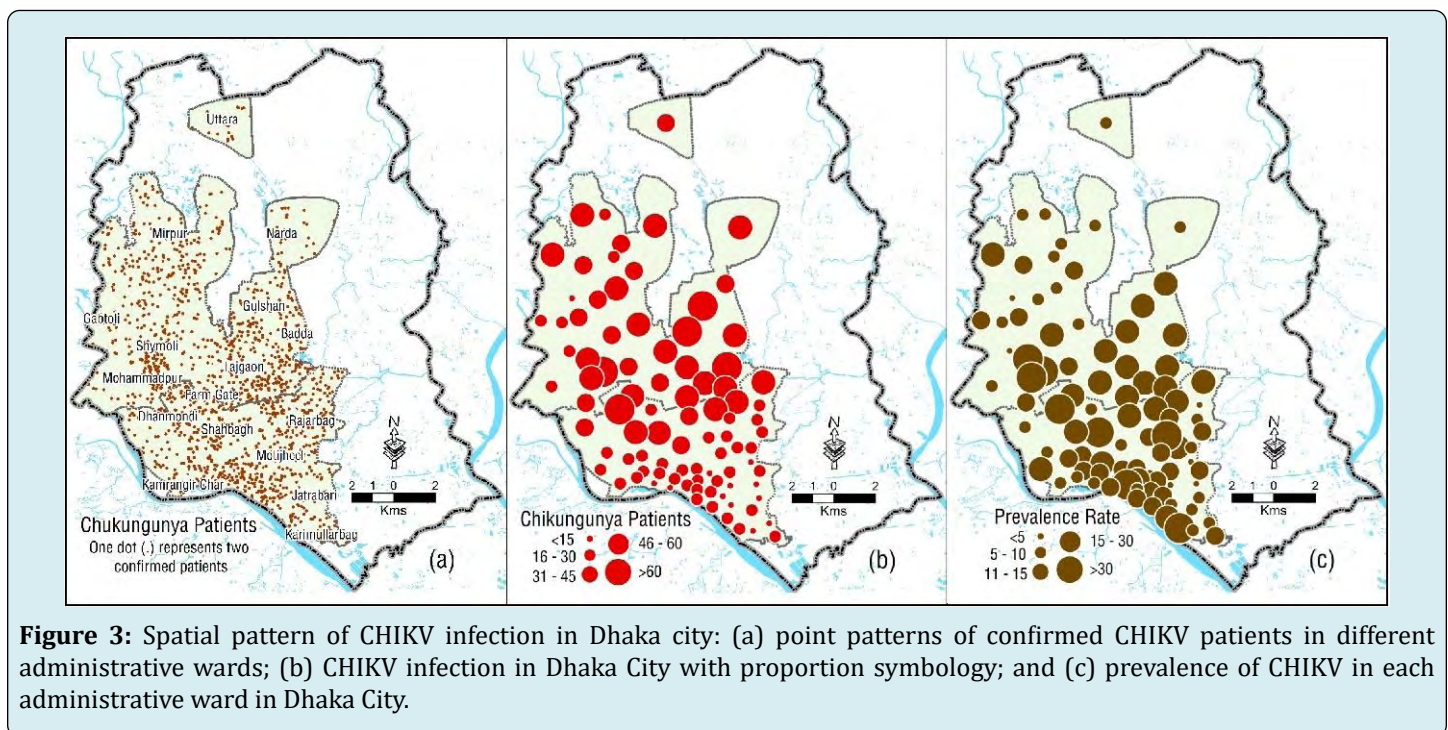 Uttara
Mirpur
Narda
Gulshan
Gabtoli
Badda
Shymoli
Tajgaon
Mohammadpur
Farm Gate
Dhanmondi
Rajarbag
Shahbagh
Motijheel
Kamrangir Char
Jatrabari
Karimullarbag
N
2 1 0 2
Kms
Chukungunya Patients
One dot (.) represents two
confirmed patients
(a)
N
2 1 0 2
Kms
Chikungunya Patients
<15
16 - 30
31 - 45
46 - 60
>60
(b)
N
2 1 0 2
Kms
Prevalence Rate
<5
5 - 10
11 - 15
15 - 30
>30
(c)
Figure 3: Spatial pattern of CHIKV infection in Dhaka city: (a) point patterns of confirmed CHIKV patients in different
administrative wards; (b) CHIKV infection in Dhaka City with proportion symbology; and (c) prevalence of CHIKV in each
administrative ward in Dhaka City.